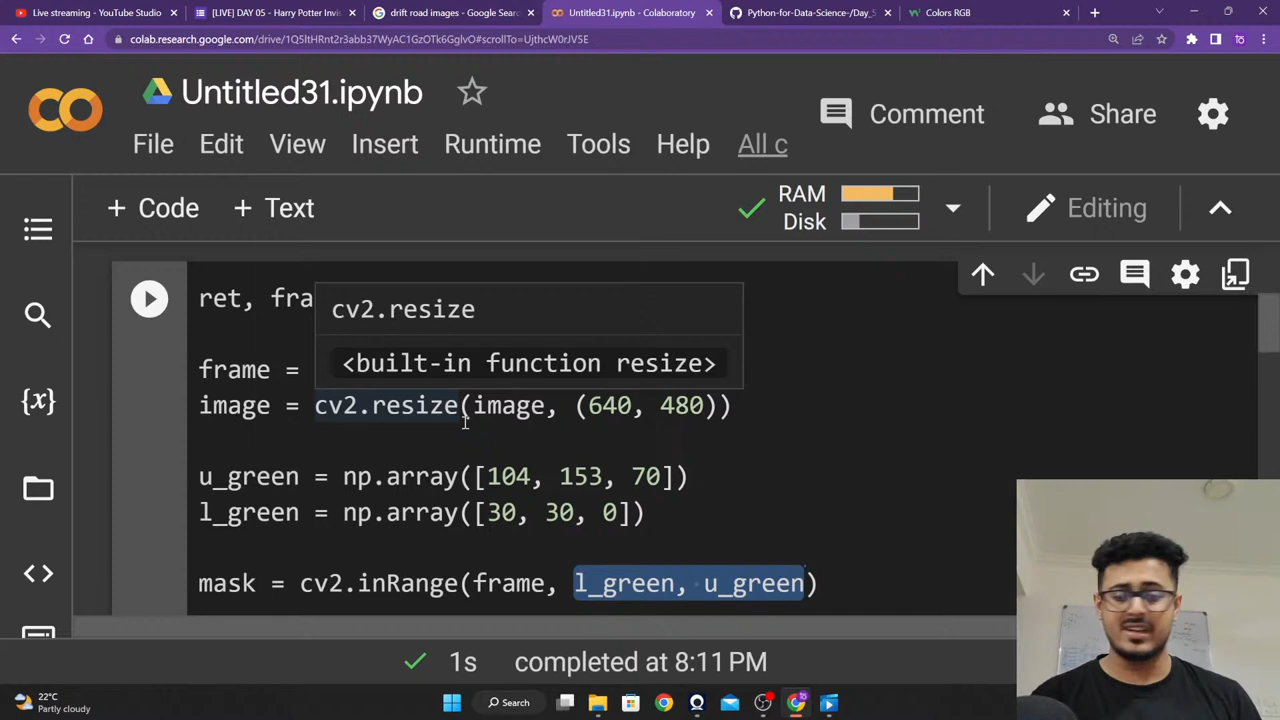 Live streaming - YouTube Studio
[LIVE] DAY 05 - Harry Potter Invi
drift road images - Google Search
Untitled31.ipynb - Colaboratory
Python-for-Data-Science-/Day_5
Colors RGB
colab.research.google.com/drive/1Q5ltHRnt2r3abb37WyAC1GzOTk6GglvO#scrollTo=UjthcW0rJV5E
Untitled31.ipynb
Comment
Share
File Edit View Insert Runtime Tools Help All c
+ Code + Text
RAM
Disk
Editing
ret, fra
cv2.resize
<built-in function resize>
frame =
image = cv2.resize(image, (640, 480))
u_green = np.array([104, 153, 70])
l_green = np.array([30, 30, 0])
mask = cv2.inRange(frame, l_green, u_green)
1s completed at 8:11 PM
22°C
Partly cloudy
Search